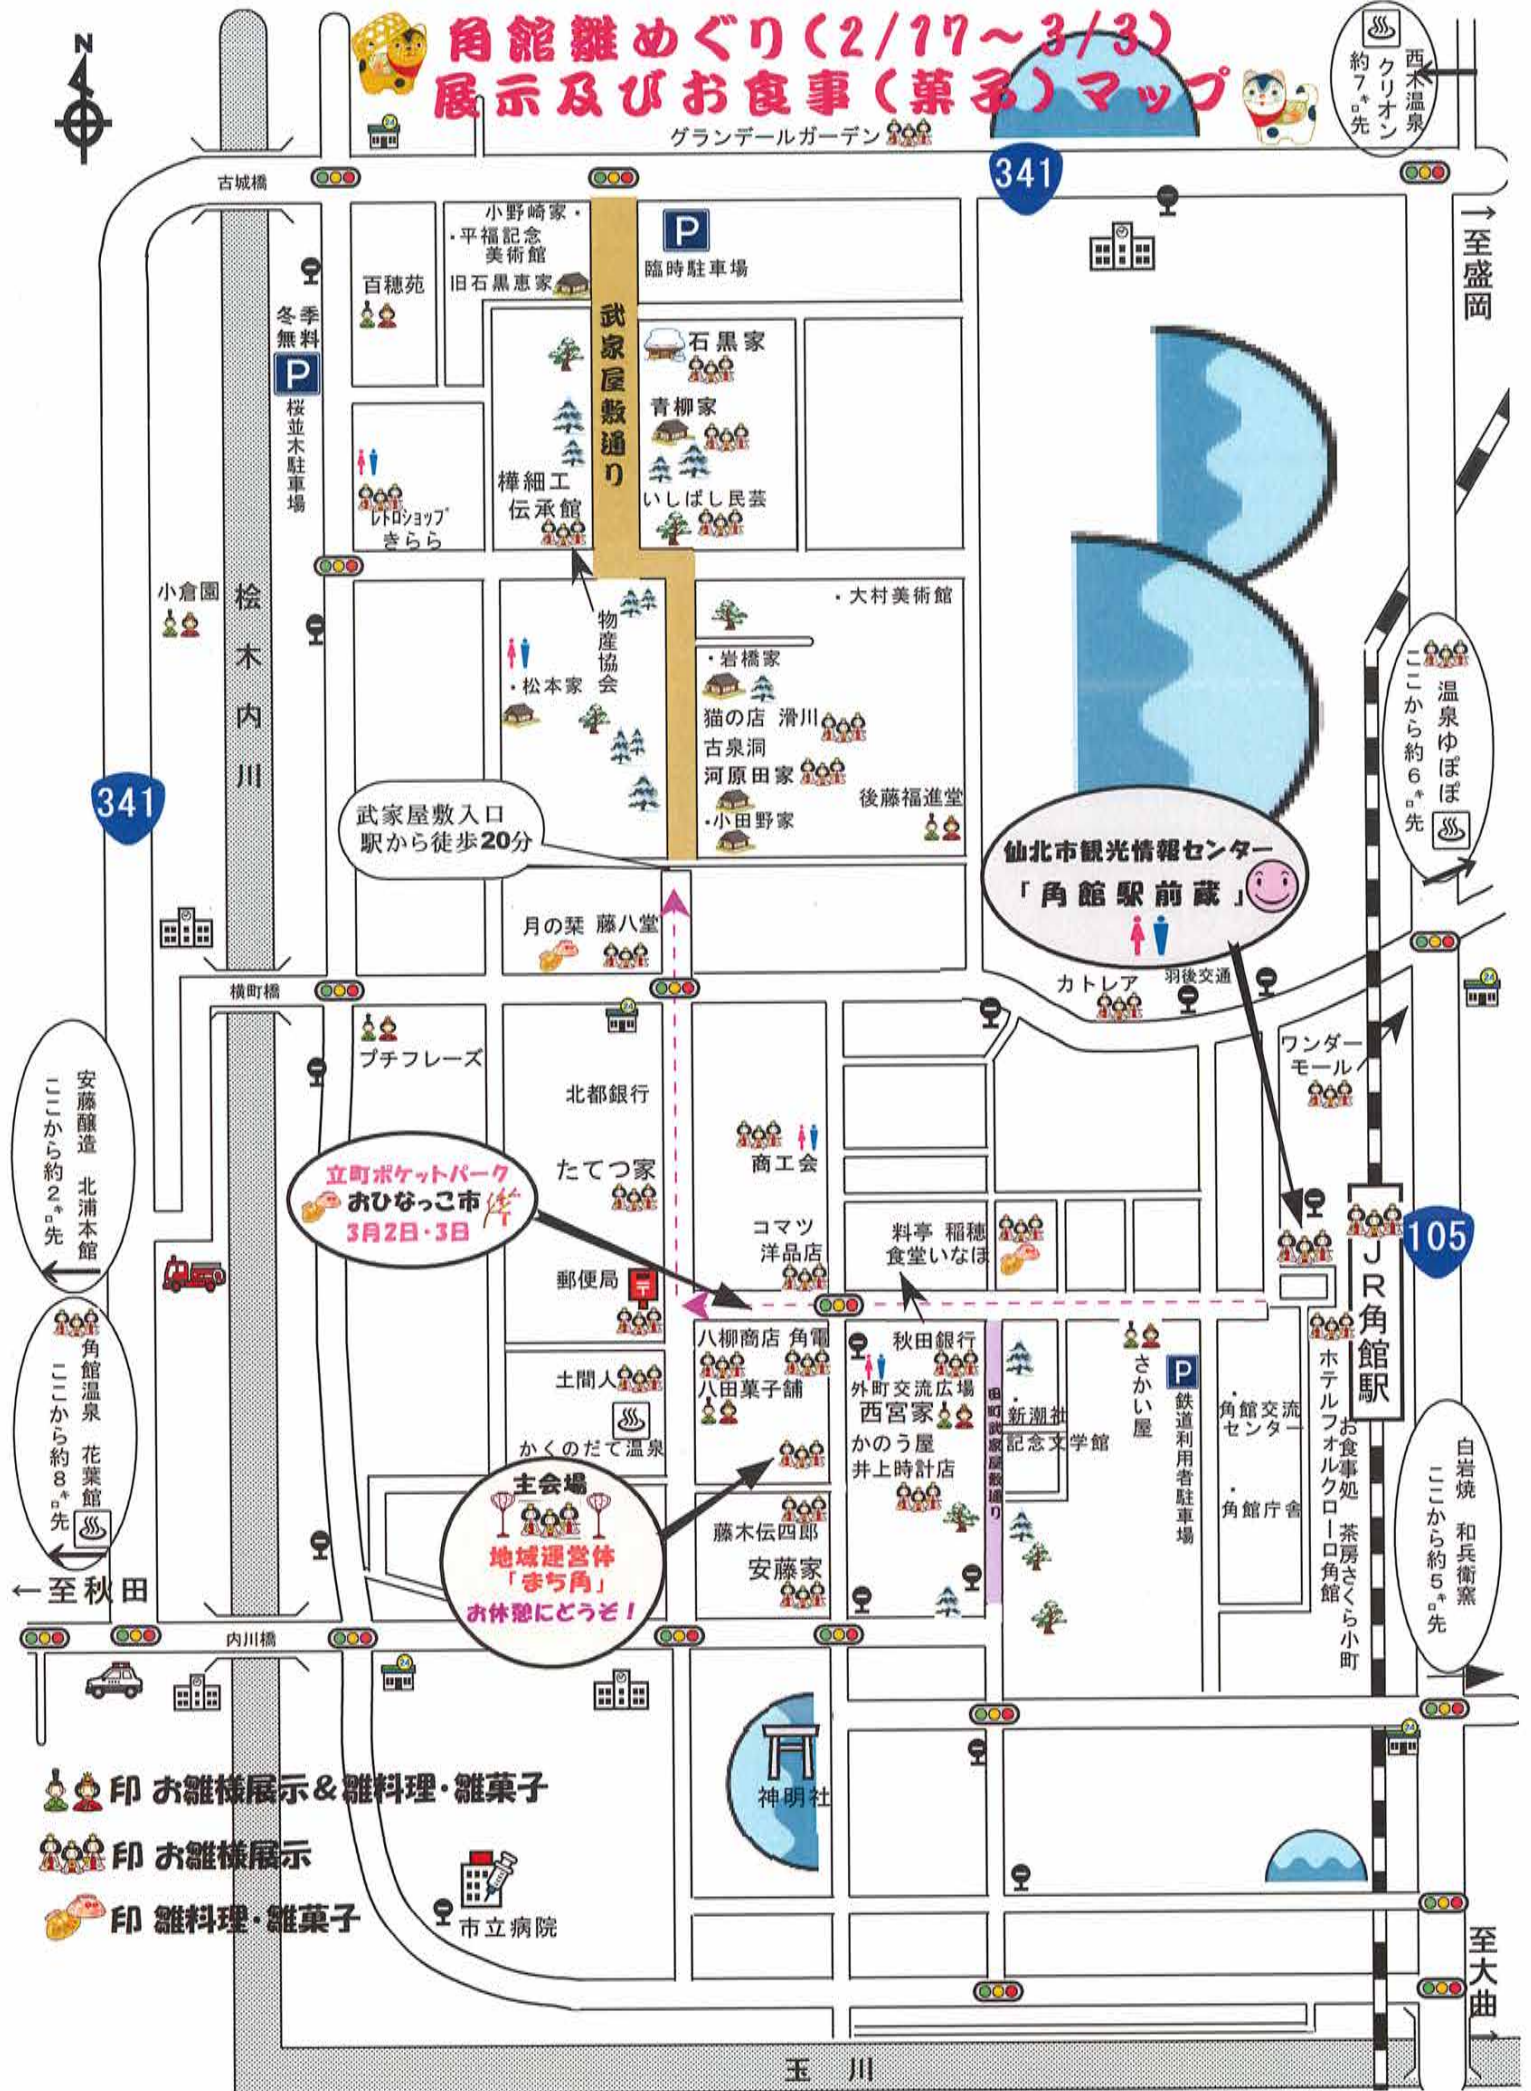 角館雛めぐり(2/17～3/3)
展示及びお食事(菓子)マップ
N
西木温泉
クリオン
約7㌔先
グランデールガーデン
古城橋
341
→至盛岡
小野崎家・
・平福記念
美術館
旧石黒恵家
P
臨時駐車場
百穂苑
冬季
無料
P
桜並木駐車場
武家屋敷通り
石黒家
青柳家
いしばし民芸
樺細工
伝承館
ﾚﾄﾛｼｮｯﾌﾟ
きらら
小倉園
桧木内川
物産協会
・松本家
・大村美術館
・岩橋家
猫の店 滑川
古泉洞
河原田家
・小田野家
後藤福進堂
温泉ゆぽぽ
ここから約6㌔先
341
武家屋敷入口
駅から徒歩20分
仙北市観光情報センター
「角館駅前蔵」
月の栞 藤八堂
横町橋
カトレア
羽後交通
24
24
ワンダー
モール
プチフレーズ
北都銀行
安藤醸造 北浦本館
ここから約2㌔先
立町ポケットパーク
おひなっこ市
3月2日・3日
たてつ家
商工会
コマツ
洋品店
料亭 稲穂
食堂いなほ
105
JR角館駅
郵便局
八柳商店 角電
八田菓子舗
秋田銀行
外町交流広場
西宮家
かのう屋
井上時計店
田町武家屋敷通り
・新潮社
記念文学館
さかい屋
P
鉄道利用者駐車場
・角館交流
センター
・角館庁舎
ホテルフォルクローロ角館
お食事処 茶房さくら小町
土間人
かくのだて温泉
角館温泉 花葉館
ここから約8㌔先
白岩焼 和兵衛窯
ここから約5㌔先
主会場
地域運営体
「まち角」
お休憩にどうぞ！
藤木伝四郎
安藤家
←至秋田
内川橋
24
24
神明社
印 お雛様展示＆雛料理・雛菓子
印 お雛様展示
印 雛料理・雛菓子
市立病院
至大曲→
玉川
24